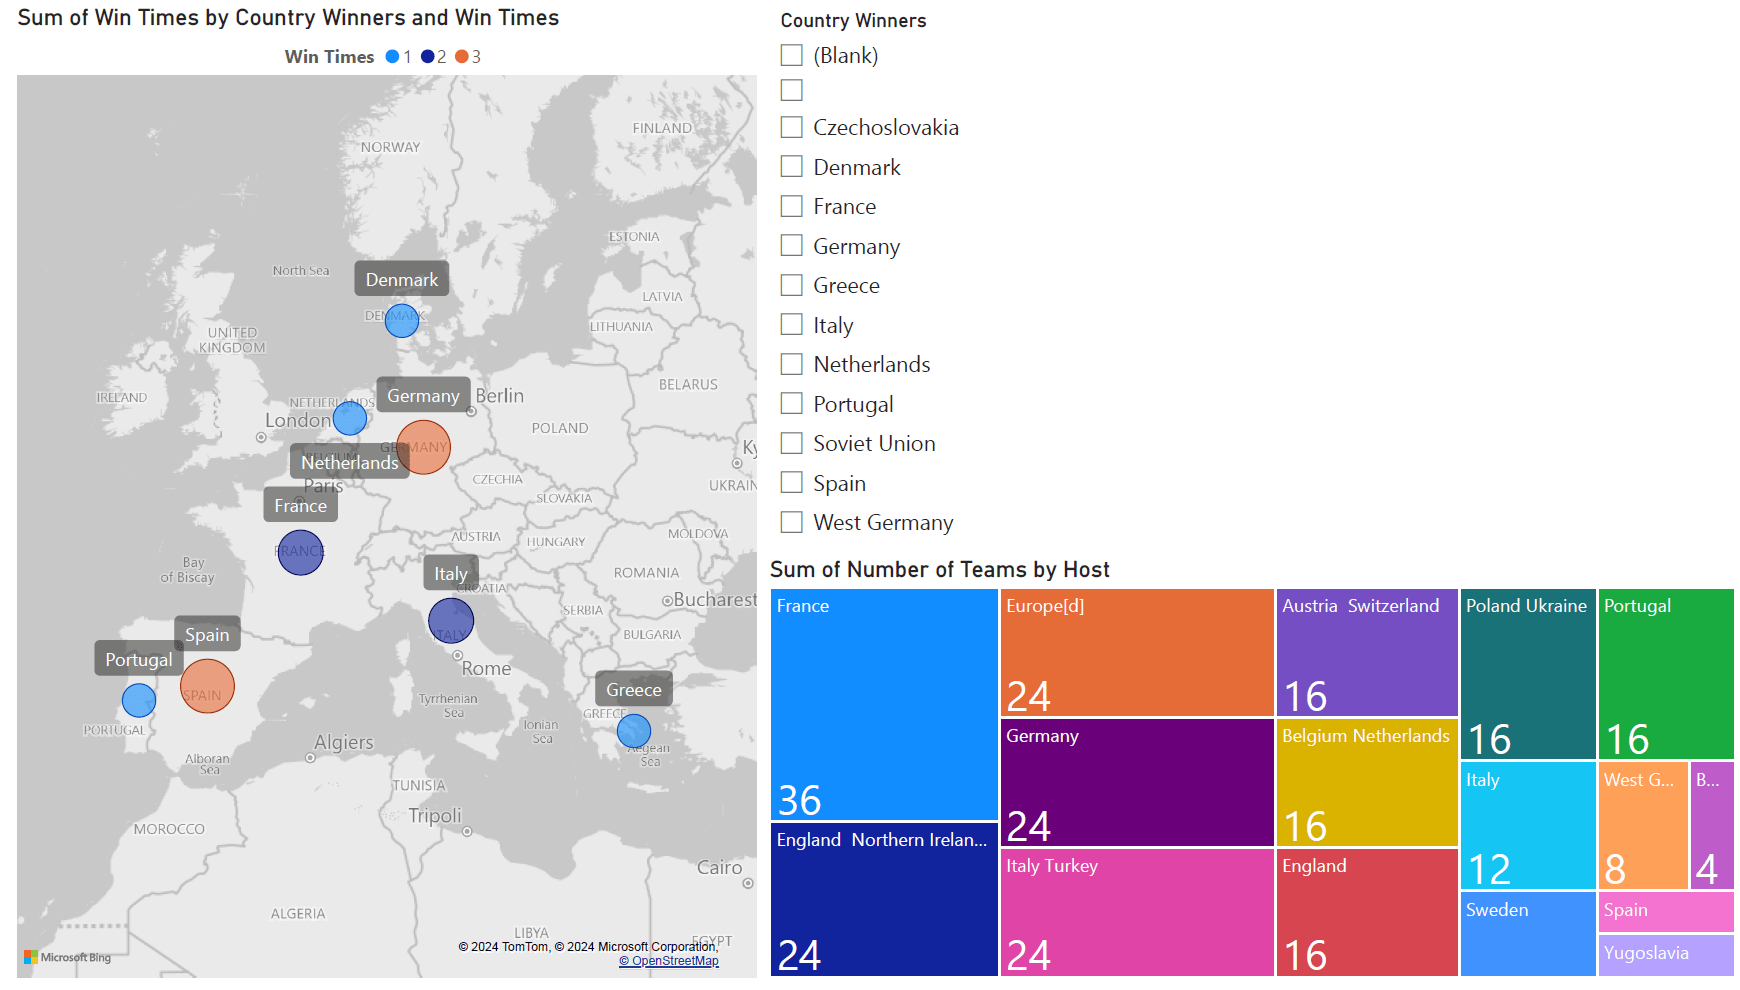 Sum of Win Times by Country Winners and Win Times
Win Times 1 2 3
NORWAY
FINLAND
ESTONIA
North Sea
Denmark
LATVIA
DENMARK
LITHUANIA
UNITED
KINGDOM
BELARUS
IRELAND
Germany
Berlin
NETHERLANDS
London
POLAND
GERMANY
Ky
BELGIUM
Netherlands
CZECHIA
Paris
UKRAIN
SLOVAKIA
France
MOLDOVA
AUSTRIA
HUNGARY
FRANCE
Bay
of Biscay
Italy
ROMANIA
CROATIA
Bucharest
SERBIA
Spain
ITALY
BULGARIA
Portugal
Rome
SPAIN
Greece
Tyrrhenian
Sea
GREECE
PORTUGAL
Ionian
Sea
Algiers
Aegean
Sea
Alboran
Sea
TUNISIA
Tripoli
MOROCCO
Cairo
ALGERIA
LIBYA
EGYPT
© 2024 TomTom, © 2024 Microsoft Corporation,
© OpenStreetMap
Microsoft Bing
Country Winners
(Blank)
Czechoslovakia
Denmark
France
Germany
Greece
Italy
Netherlands
Portugal
Soviet Union
Spain
West Germany
Sum of Number of Teams by Host
France
36
England  Northern Irelan...
24
Europe[d]
24
Germany
24
Italy Turkey
24
Austria  Switzerland
16
Belgium Netherlands
16
England
16
Poland Ukraine
16
Portugal
16
Italy
12
West G...
8
B...
4
Sweden
Spain
Yugoslavia